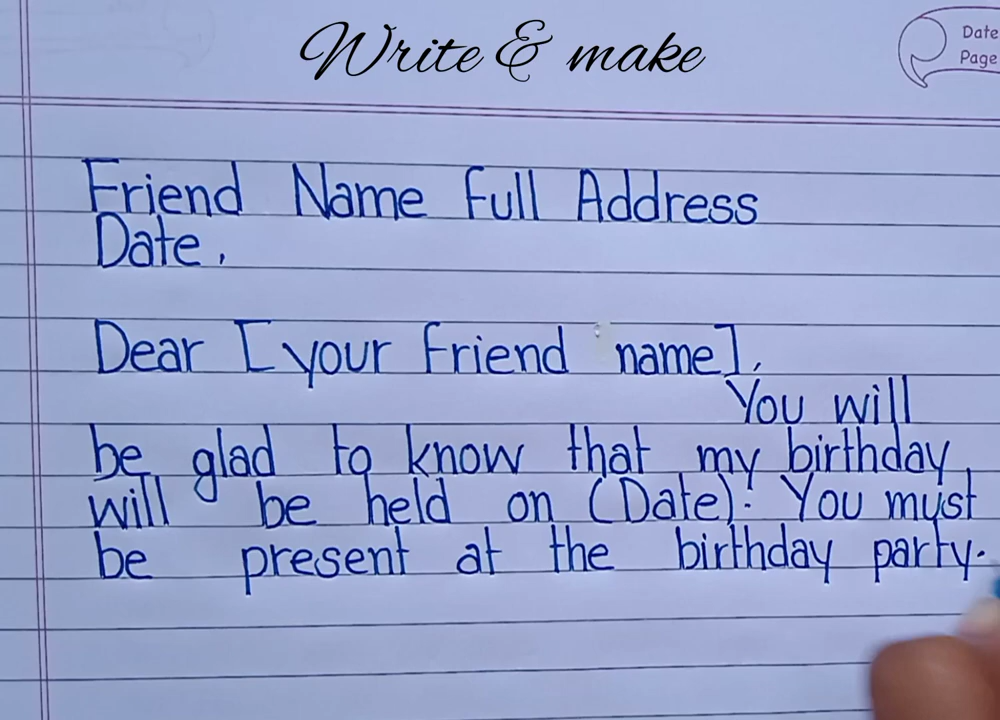 Write & make
Date
Page
Friend Name Full Address
Date,
Dear [your friend name],
You will
be glad to know that my birthday,
will be held on (Date). You must
be present at the birthday party.